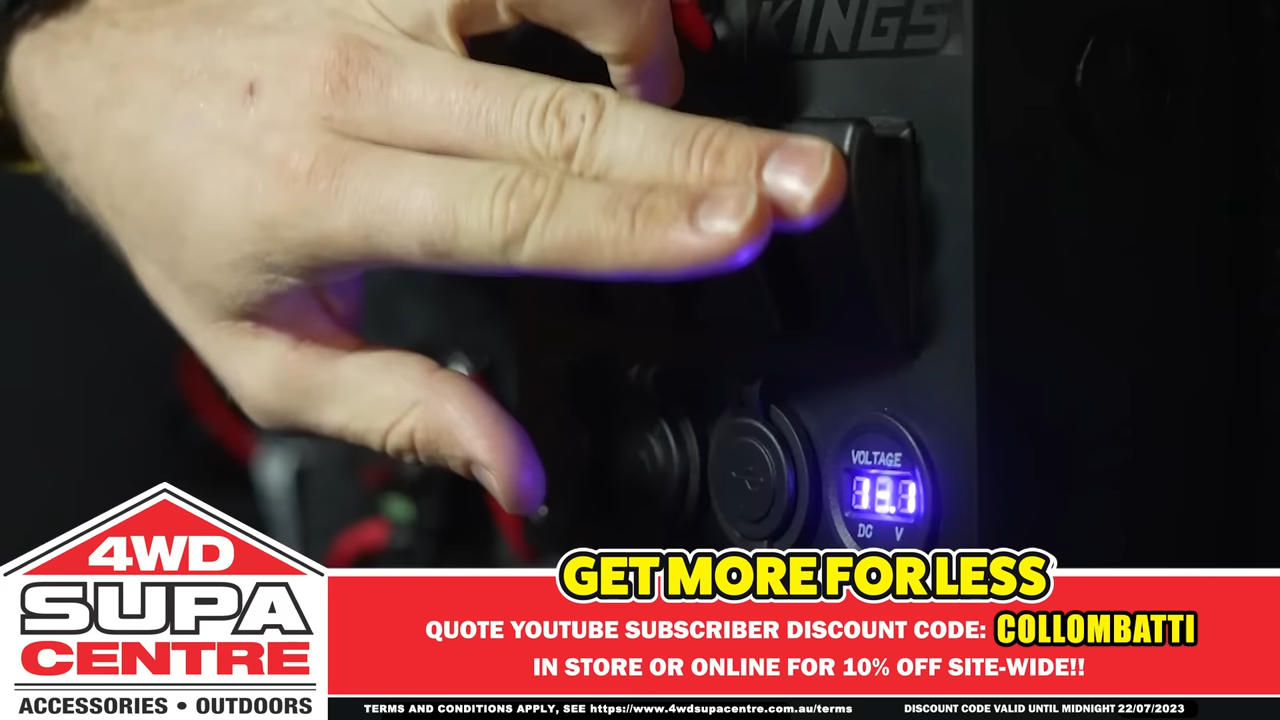 KINGS
VOLTAGE
13.1
DC V
4WD
SUPA
CENTRE
ACCESSORIES • OUTDOORS
GET MORE FOR LESS
QUOTE YOUTUBE SUBSCRIBER DISCOUNT CODE: COLLOMBATTI
IN STORE OR ONLINE FOR 10% OFF SITE-WIDE!!
TERMS AND CONDITIONS APPLY, SEE https://www.4wdsupacentre.com.au/terms
DISCOUNT CODE VALID UNTIL MIDNIGHT 22/07/2023